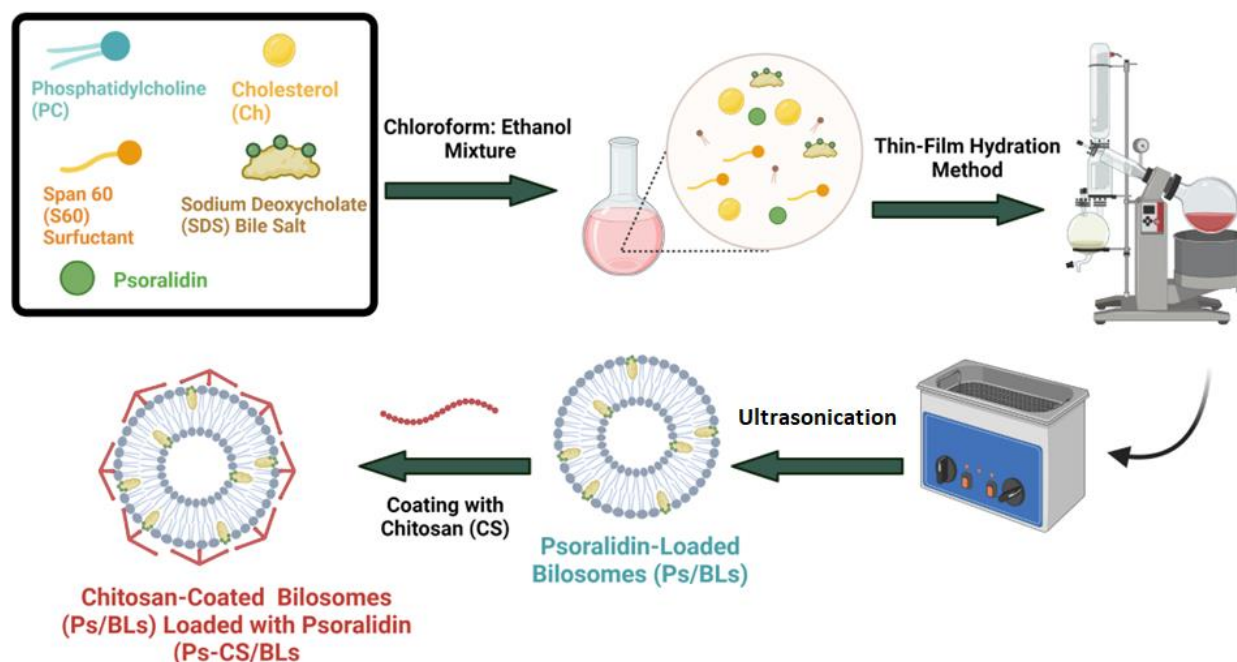 Phosphatidylcholine
(PC)
Cholesterol
(Ch)
Span 60
(S60)
Surfuctant
Sodium Deoxycholate
(SDS) Bile Salt
Psoralidin
Chloroform: Ethanol
Mixture
Thin-Film Hydration
Method
Ultrasonication
Psoralidin-Loaded
Bilosomes (Ps/BLs)
Coating with
Chitosan (CS)
Chitosan-Coated Bilosomes
(Ps/BLs) Loaded with Psoralidin
(Ps-CS/BLs